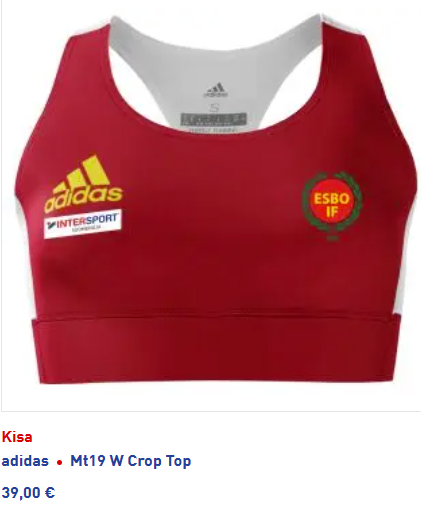 adidas
S
adidas
INTERSPORT
ESBO
IF
Kisa
adidas • Mt19 W Crop Top
39,00 €